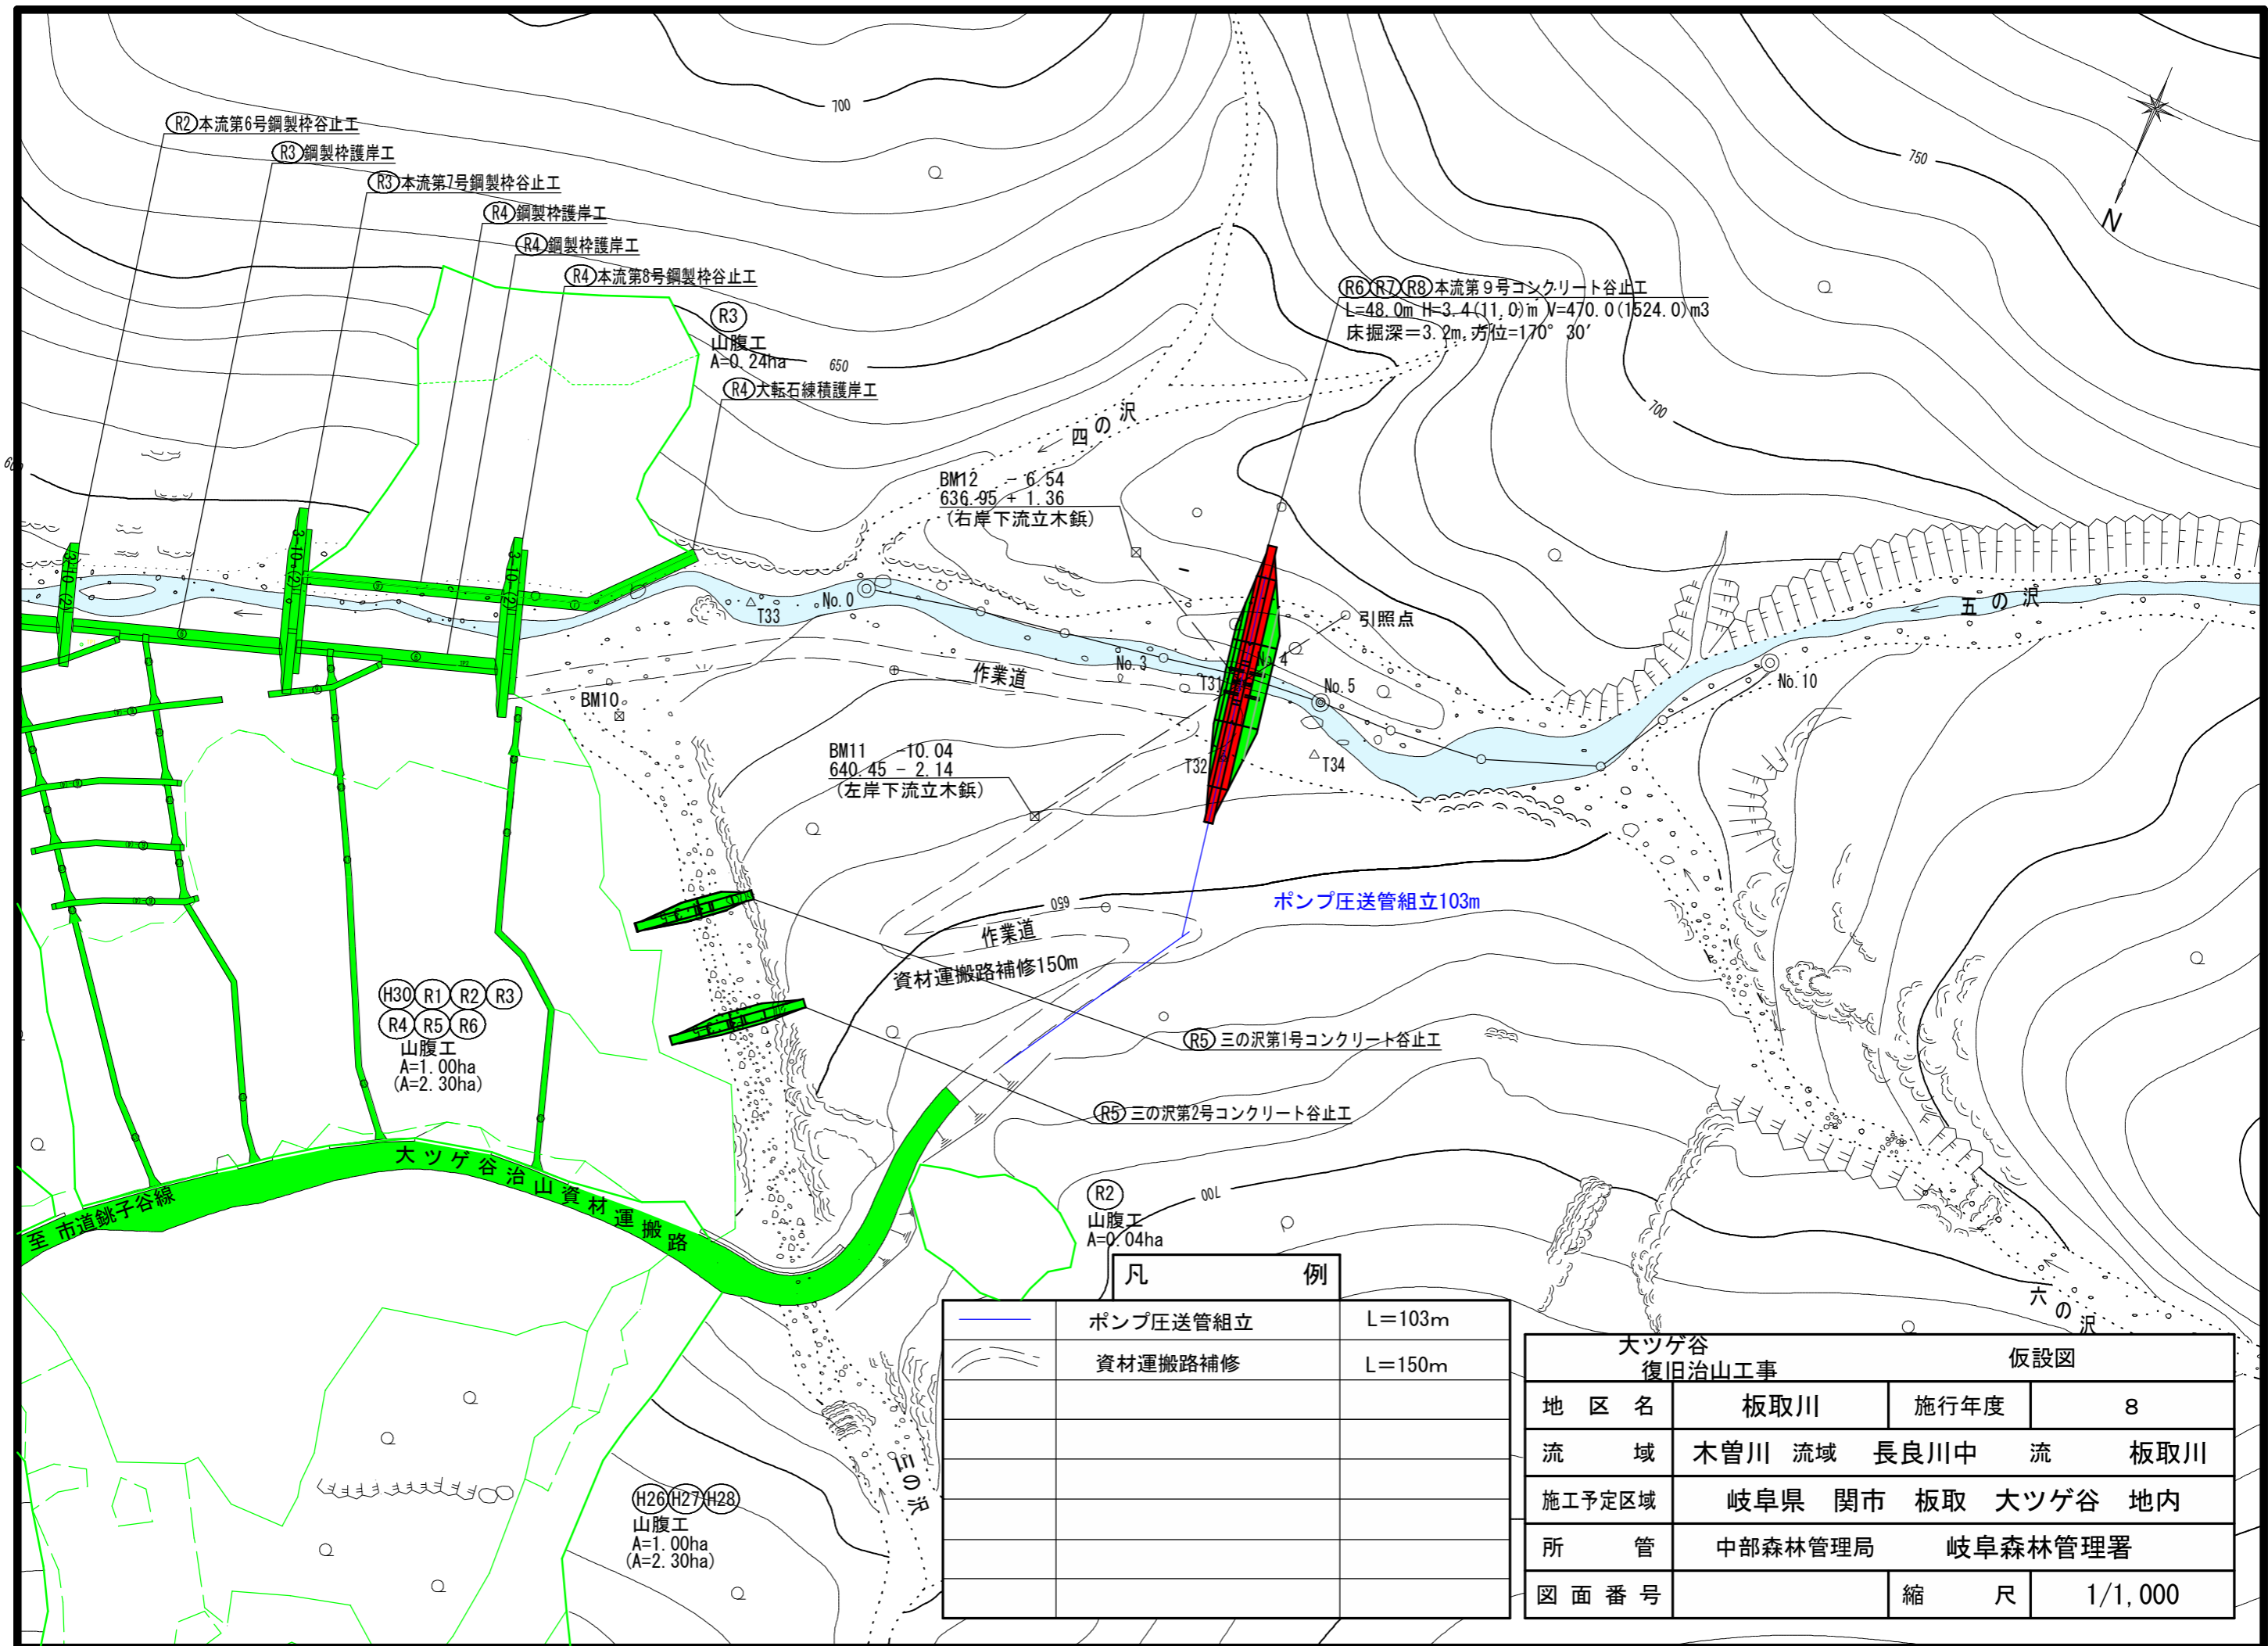 700
R2 本流第6号鋼製枠谷止工
R3 鋼製枠護岸工
R3 本流第7号鋼製枠谷止工
R4 鋼製枠護岸工
R4 鋼製枠護岸工
R4 本流第8号鋼製枠谷止工
750
N
R6 R7 R8 本流第9号コンクリート谷止工
L=48.0m H=3.4(11.0)m V=470.0(1524.0)m3
床掘深=3.2m,方位=170° 30′
R3
山腹工
A=0.24ha
650
R4 大転石練積護岸工
700
四の沢
BM12 - 6.54
636.95 + 1.36
(右岸下流立木鋲)
3-10-(2)
3-10-(2)
3-10-(2)
T33
No.0
No.3
No.4
引照点
T31
No.5
五の沢
No.10
作業道
BM10
BM11 -10.04
640.45 - 2.14
(左岸下流立木鋲)
T32
T34
650
ポンプ圧送管組立103m
作業道
資材運搬路補修150m
H30 R1 R2 R3
R4 R5 R6
山腹工
A=1.00ha
(A=2.30ha)
R5 三の沢第1号コンクリート谷止工
R5 三の沢第2号コンクリート谷止工
大ツゲ谷治山資材運搬路
至 市道銚子谷線
R2
山腹工
A=0.04ha
700
六の沢
三の沢
H26 H27 H28
山腹工
A=1.00ha
(A=2.30ha)
凡 例
ポンプ圧送管組立 L=103m
資材運搬路補修 L=150m
大ツゲ谷
復旧治山工事 仮設図
地区名 板取川 施行年度 8
流域 木曽川 流域 長良川中 流 板取川
施工予定区域 岐阜県 関市 板取 大ツゲ谷 地内
所管 中部森林管理局 岐阜森林管理署
図面番号 縮尺 1/1,000